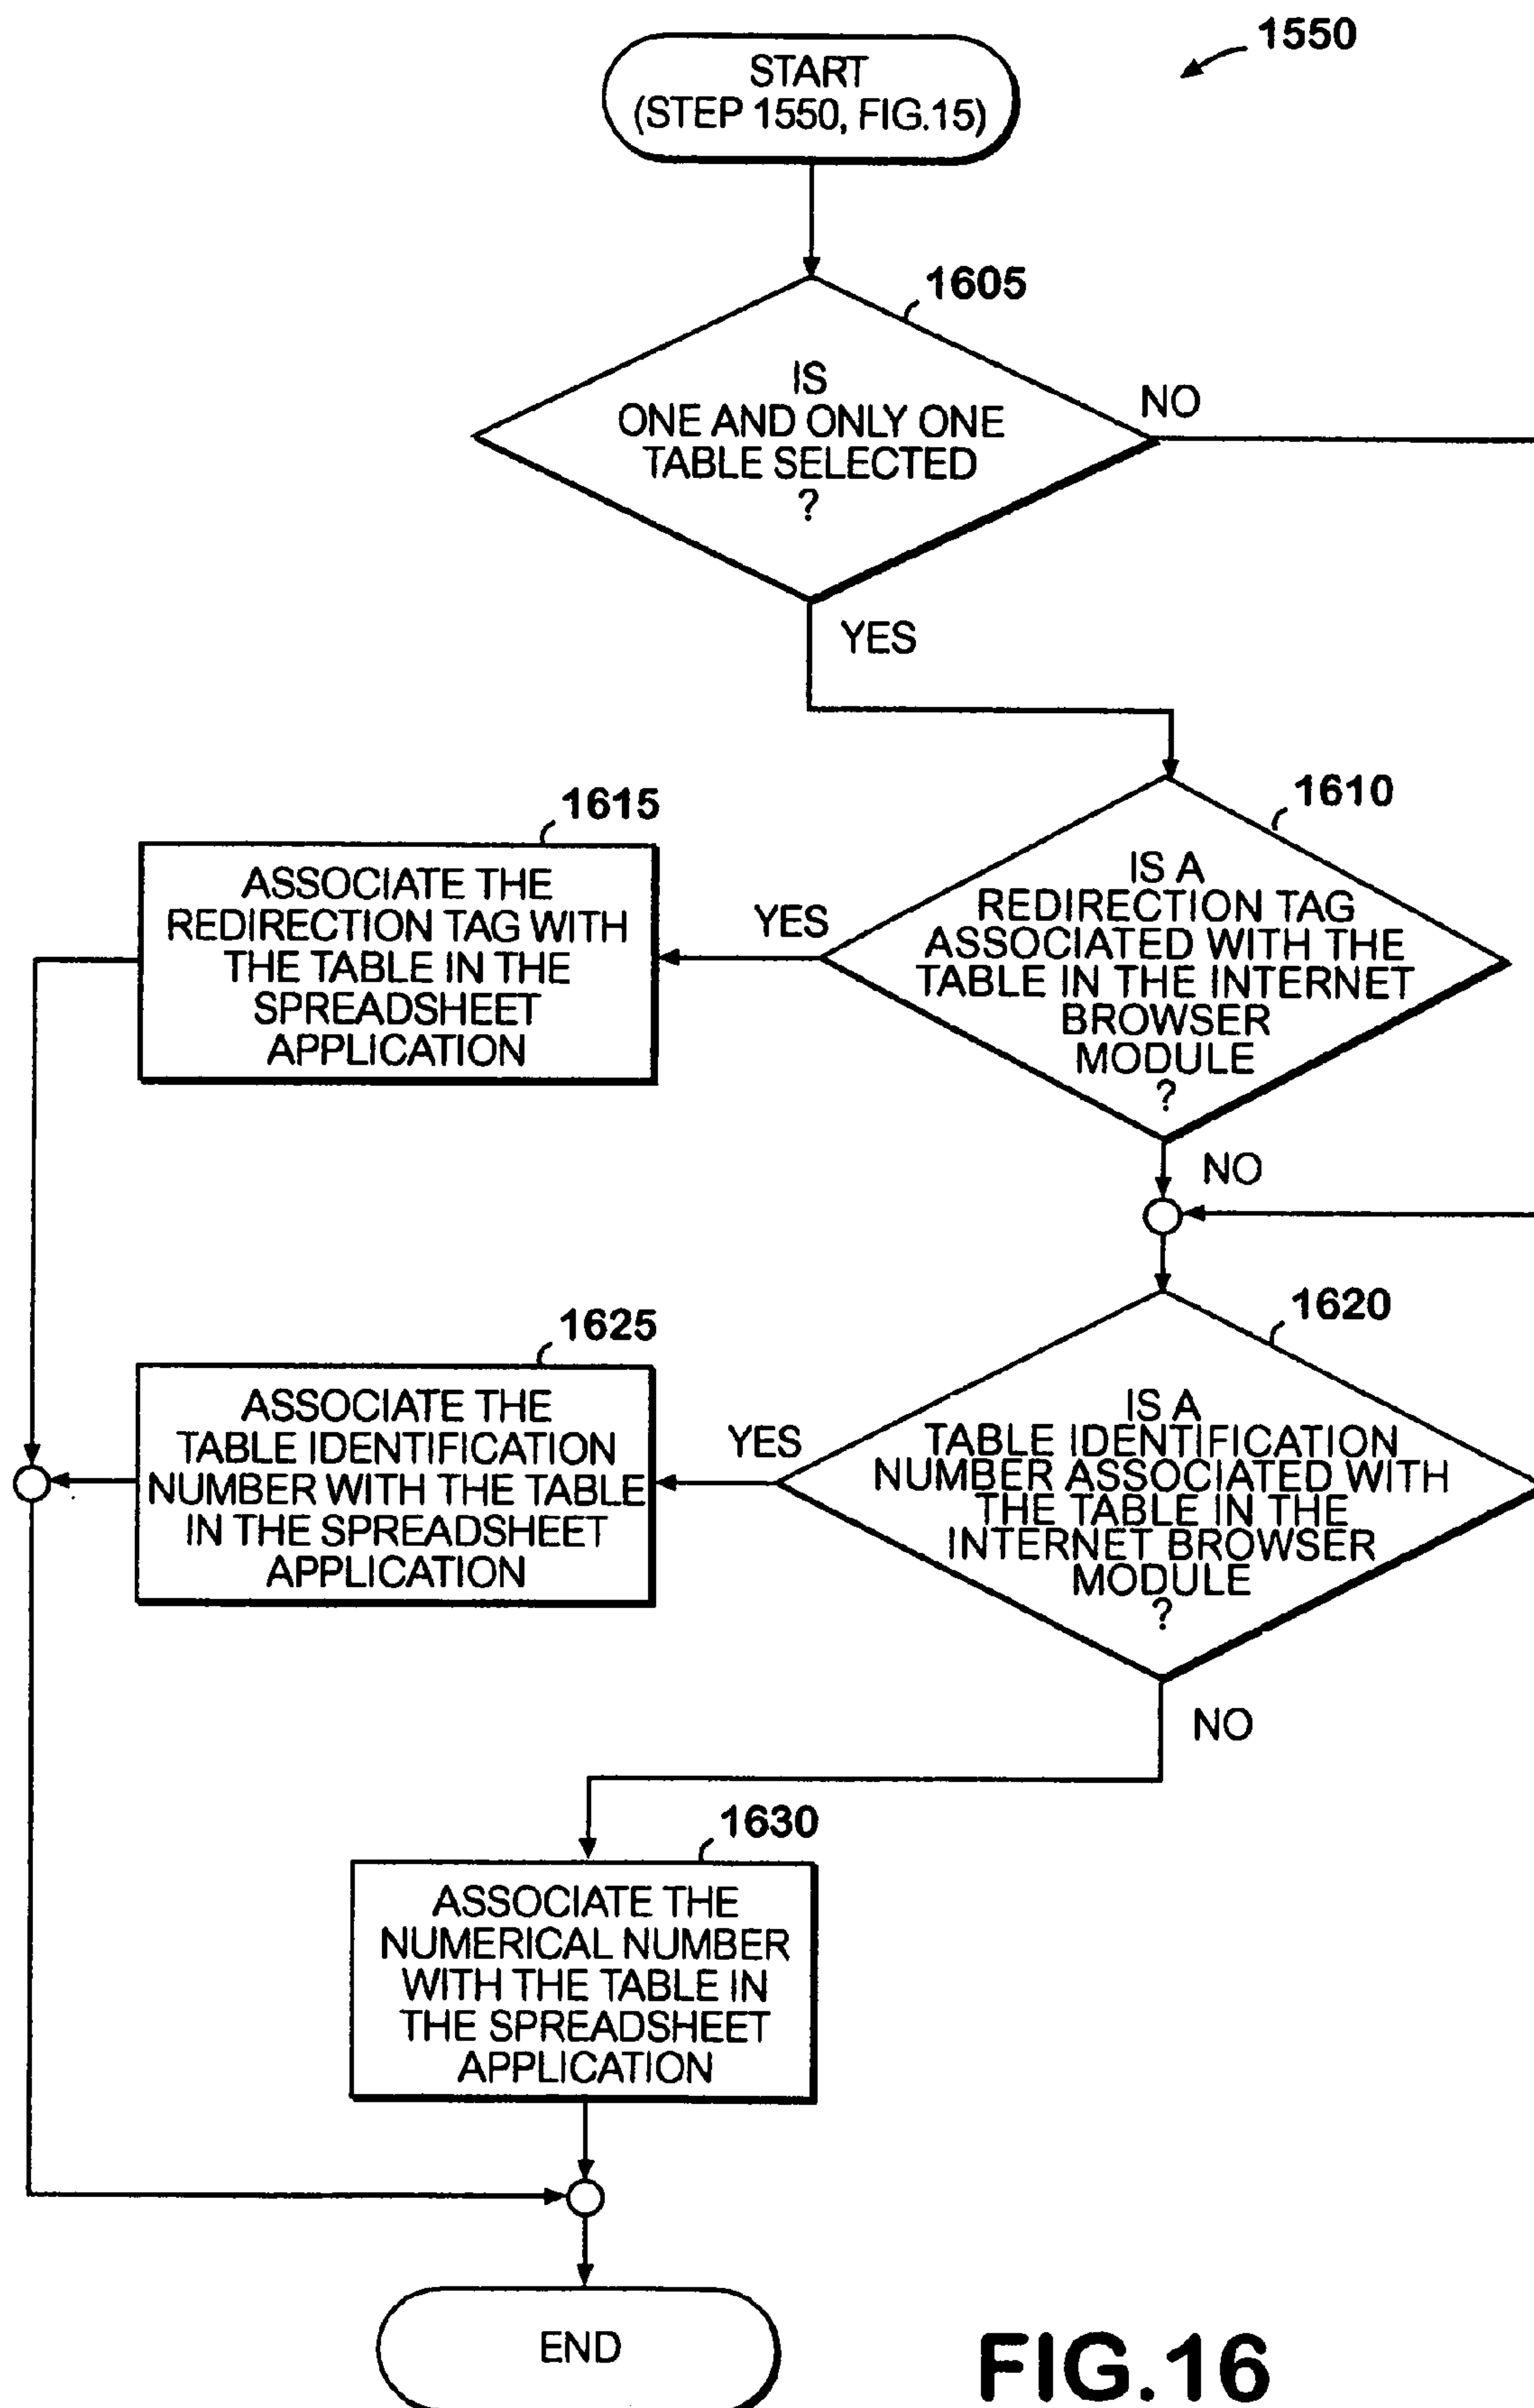 1550
START
(STEP 1550, FIG.15)
1605
IS
ONE AND ONLY ONE
TABLE SELECTED
?
NO
YES
1610
IS A
REDIRECTION TAG
ASSOCIATED WITH THE
TABLE IN THE INTERNET
BROWSER
MODULE
?
YES
1615
ASSOCIATE THE
REDIRECTION TAG WITH
THE TABLE IN THE
SPREADSHEET
APPLICATION
NO
1620
IS A
TABLE IDENTIFICATION
NUMBER ASSOCIATED WITH
THE TABLE IN THE
INTERNET BROWSER
MODULE
?
YES
1625
ASSOCIATE THE
TABLE IDENTIFICATION
NUMBER WITH THE TABLE
IN THE SPREADSHEET
APPLICATION
NO
1630
ASSOCIATE THE
NUMERICAL NUMBER
WITH THE TABLE IN
THE SPREADSHEET
APPLICATION
END
FIG.16